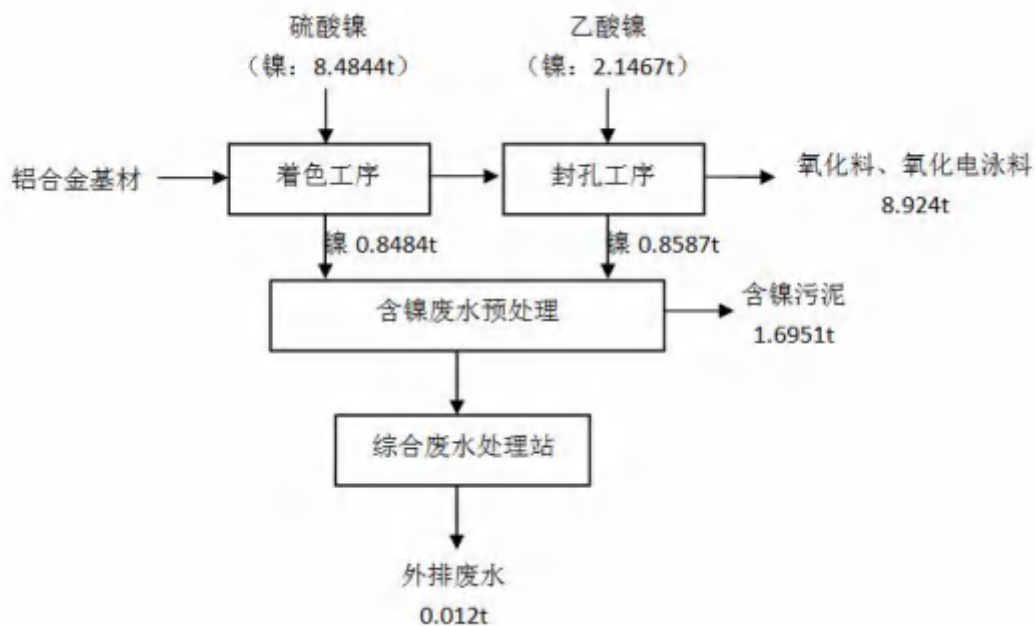 硫酸镍
（镍：8.4844t）
乙酸镍
（镍：2.1467t）
铝合金基材
着色工序
封孔工序
氧化料、氧化电泳料
8.924t
镍 0.8484t
镍 0.8587t
含镍废水预处理
含镍污泥
1.6951t
综合废水处理站
外排废水
0.012t